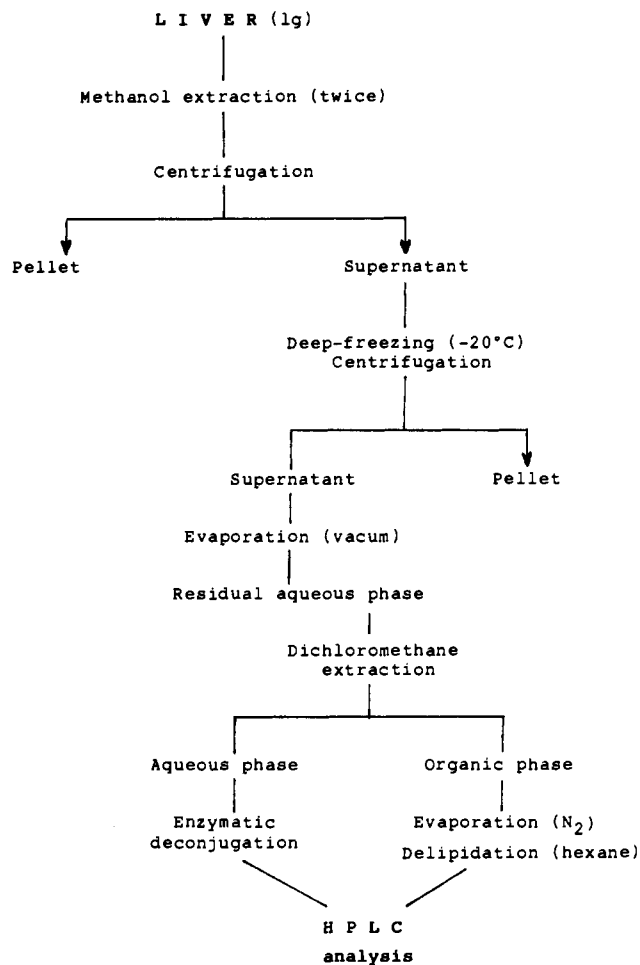 L I V E R (1g)
Methanol extraction (twice)
Centrifugation
Pellet
Supernatant
Deep-freezing (-20°C)
Centrifugation
Supernatant
Pellet
Evaporation (vacum)
Residual aqueous phase
Dichloromethane
extraction
Aqueous phase
Organic phase
Enzymatic
deconjugation
Evaporation (N₂)
Delipidation (hexane)
H P L C
analysis